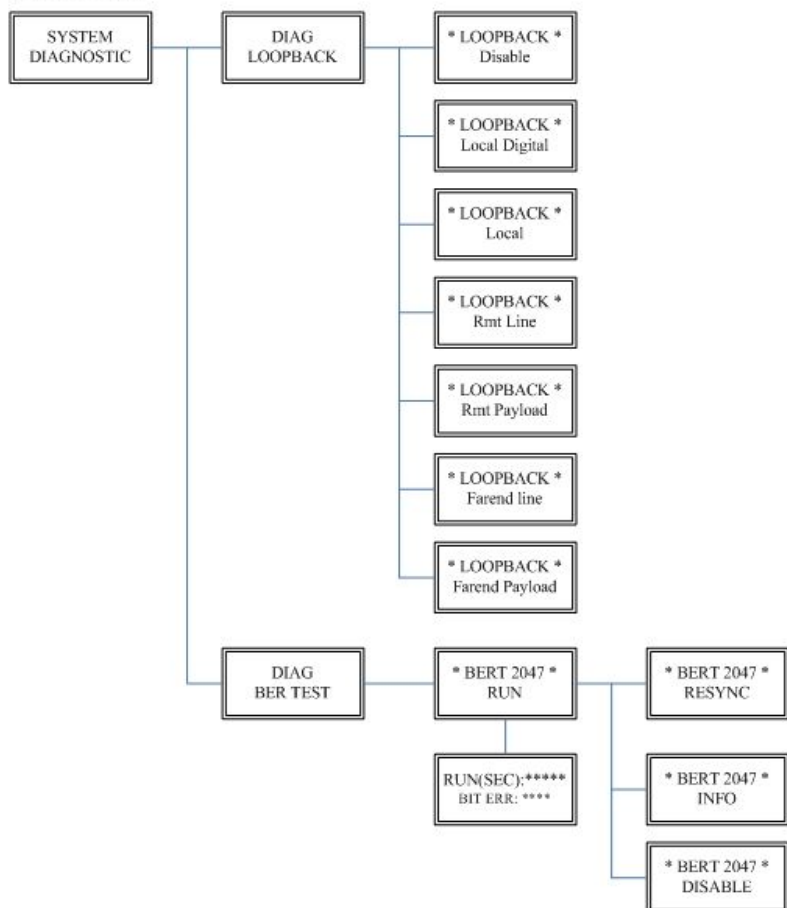 SYSTEM
DIAGNOSTIC
DIAG
LOOPBACK
* LOOPBACK *
Disable
* LOOPBACK *
Local Digital
* LOOPBACK *
Local
* LOOPBACK *
Rmt Line
* LOOPBACK *
Rmt Payload
* LOOPBACK *
Farend line
* LOOPBACK *
Farend Payload
DIAG
BER TEST
* BERT 2047 *
RUN
* BERT 2047 *
RESYNC
RUN(SEC):*****
BIT ERR: ****
* BERT 2047 *
INFO
* BERT 2047 *
DISABLE